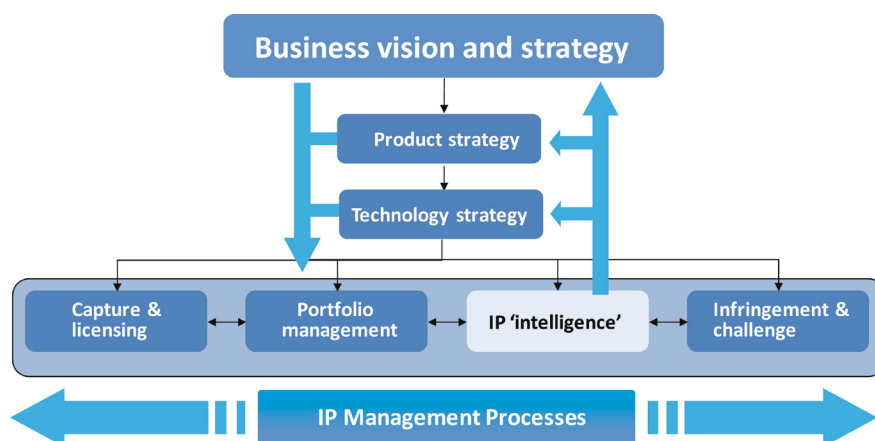 Business vision and strategy
Product strategy
Technology strategy
Capture &
licensing
Portfolio
management
IP ‘intelligence’
Infringement &
challenge
IP Management Processes